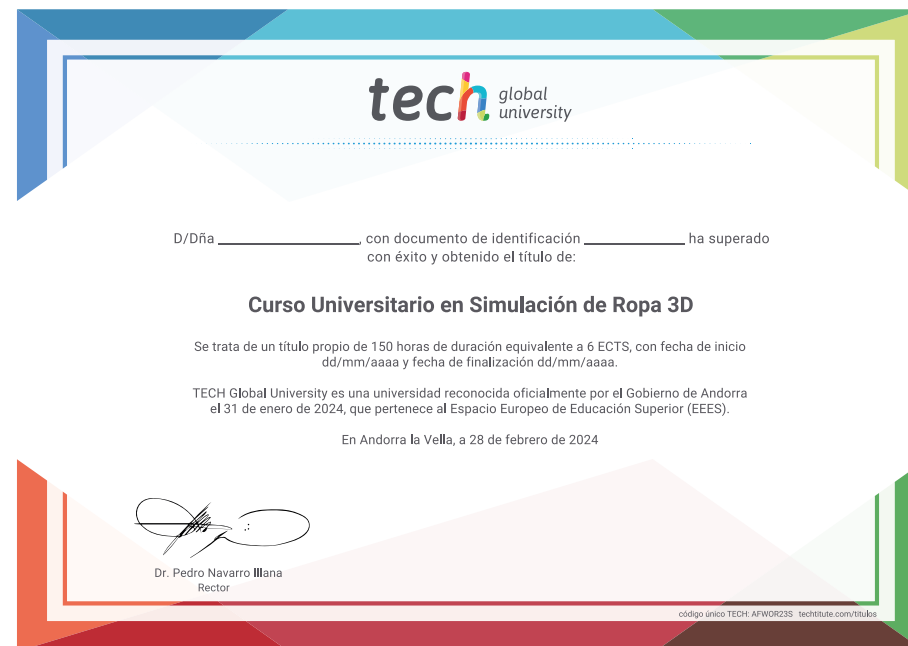 tech global
university
D/Dña ____________________, con documento de identificación ______________ ha superado
con éxito y obtenido el título de:
Curso Universitario en Simulación de Ropa 3D
Se trata de un título propio de 150 horas de duración equivalente a 6 ECTS, con fecha de inicio
dd/mm/aaaa y fecha de finalización dd/mm/aaaa.
TECH Global University es una universidad reconocida oficialmente por el Gobierno de Andorra
el 31 de enero de 2024, que pertenece al Espacio Europeo de Educación Superior (EEES).
En Andorra la Vella, a 28 de febrero de 2024
Dr. Pedro Navarro Illana
Rector
código único TECH: AFWOR23S techtitute.com/titulos